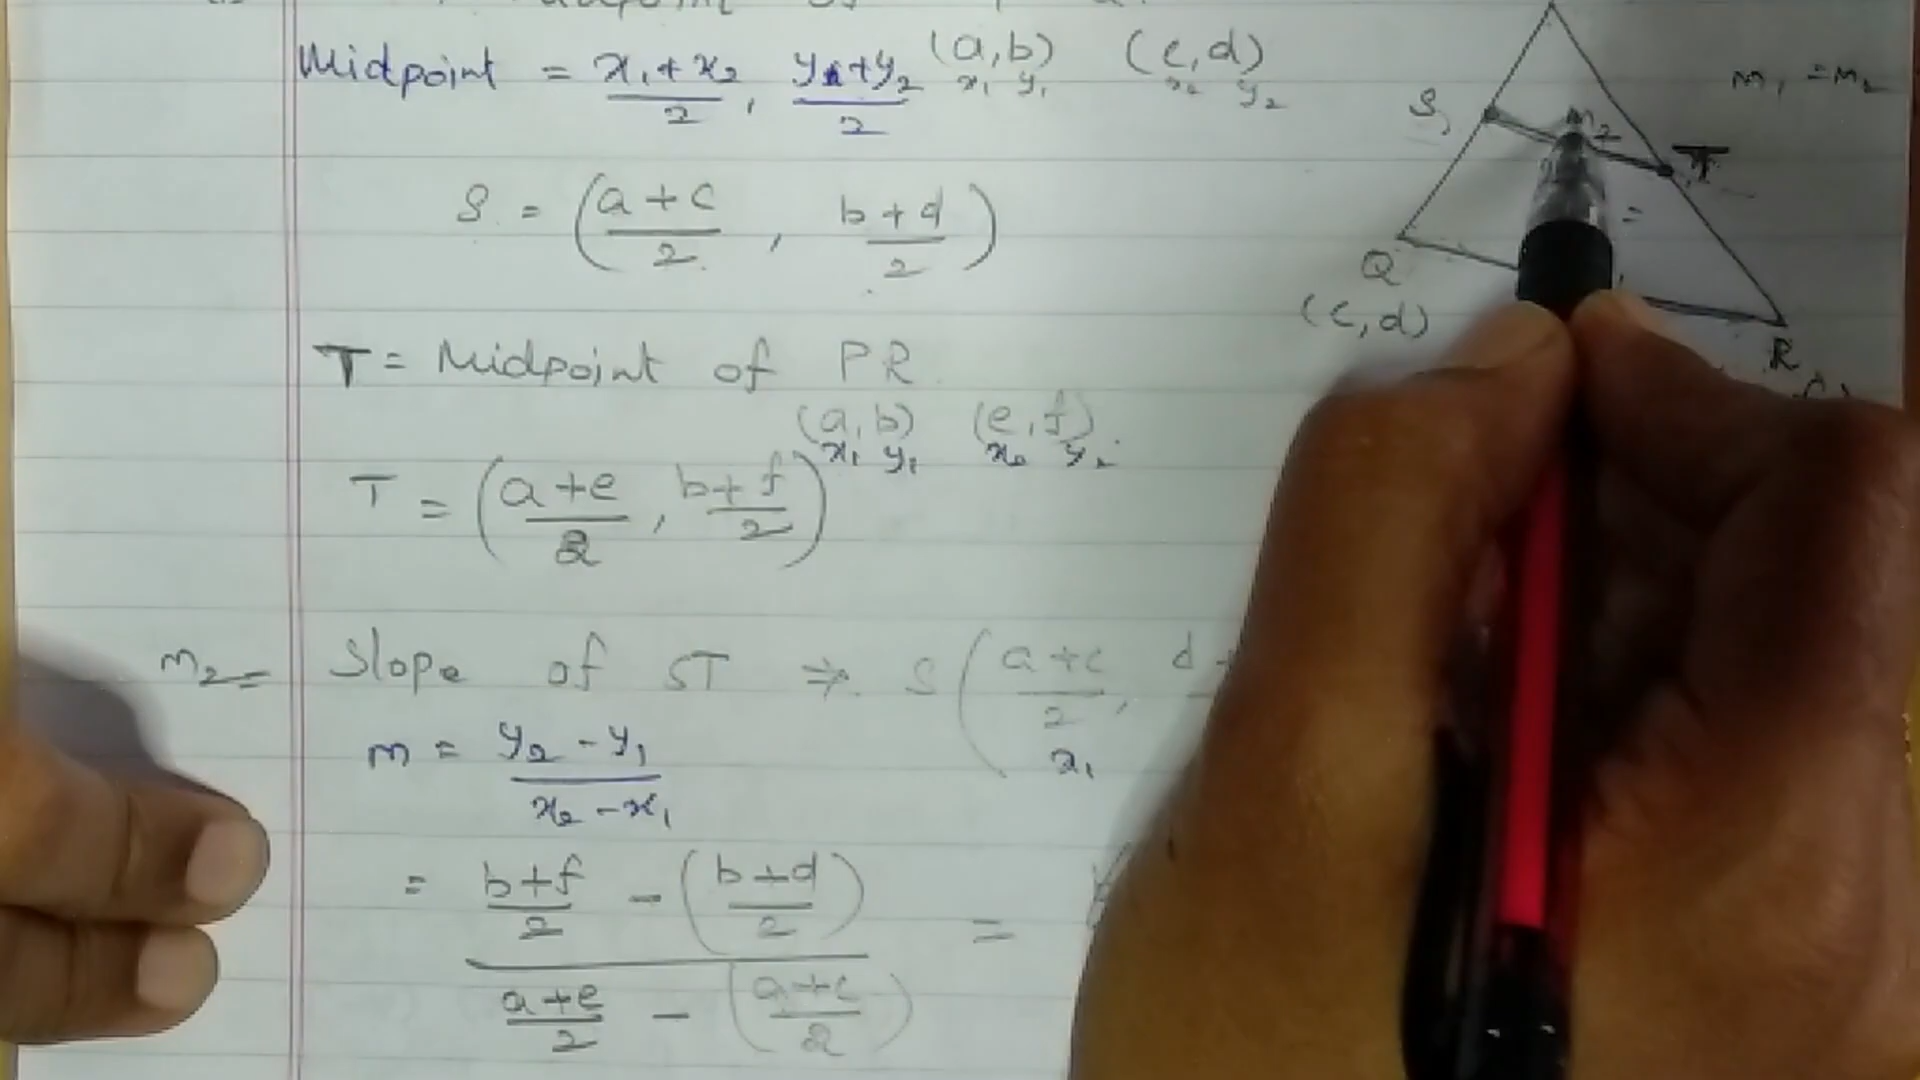 Midpoint = x₁+x₂/2 , y₁+y₂/2 (a,b) (c,d)
x₁ y₁ x₂ y₂
m₁ = m₂
S
m₂
T
S = (a+c/2 , b+d/2)
=
Q
(c,d)
R
T = Midpoint of PR
(a,b) (e,f).
x₁ y₁ x₂ y₂
T = (a+e/2 , b+f/2)
m₂ = Slope of ST ⇒ S (a+c/2 , d+
x₁
m = y₂-y₁/x₂-x₁
= b+f/2 - (b+d/2) / a+e/2 - (a+c/2) =